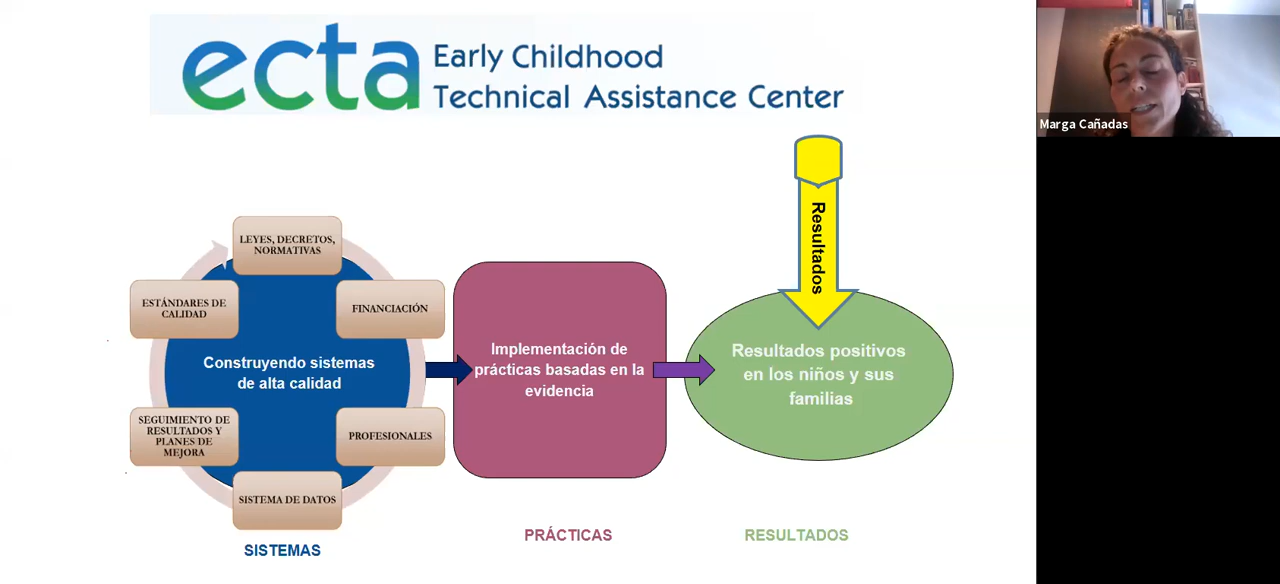 ecta
Early Childhood
Technical Assistance Center
Marga Cañadas
Resultados
LEYES, DECRETOS,
NORMATIVAS
ESTÁNDARES DE
CALIDAD
FINANCIACIÓN
Construyendo sistemas
de alta calidad
SEGUIMIENTO DE
RESULTADOS Y
PLANES DE
MEJORA
PROFESIONALES
SISTEMA DE DATOS
SISTEMAS
Implementación de
prácticas basadas en la
evidencia
PRÁCTICAS
Resultados positivos
en los niños y sus
familias
RESULTADOS